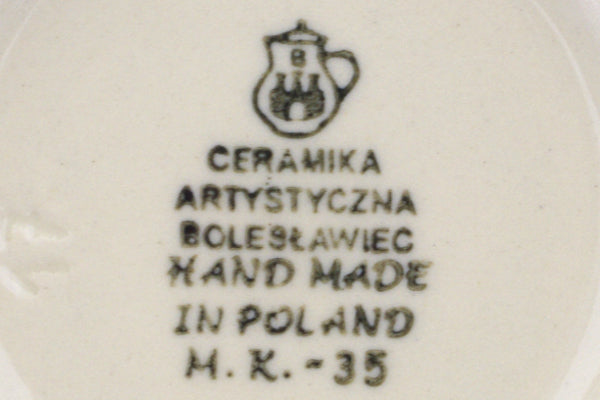 B
CERAMIKA
ARTYSTYCZNA
BOLESŁAWIEC
HAND MADE
IN POLAND
M. K. - 35